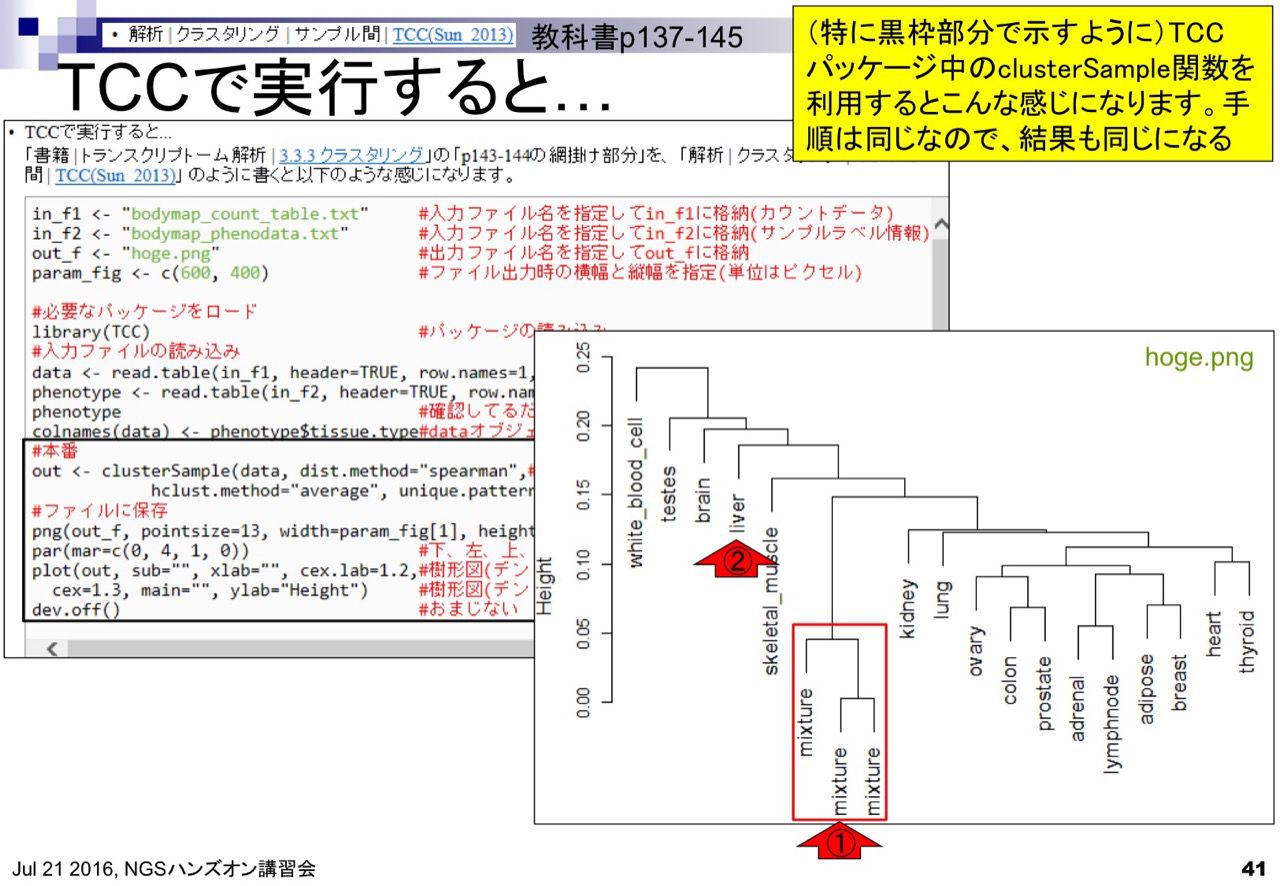 • 解析 | クラスタリング | サンプル間 | TCC(Sun_2013)
教科書p137-145
TCCで実行すると…
(特に黒枠部分で示すように)TCC
パッケージ中のclusterSample関数を
利用するとこんな感じになります。手
順は同じなので、結果も同じになる
• TCCで実行すると...
「書籍 | トランスクリプトーム解析 | 3.3.3 クラスタリング」の「p143-144の網掛け部分」を、「解析 | クラス
間 | TCC(Sun_2013)」のように書くと以下のような感じになります。
in_f1 <- "bodymap_count_table.txt" #入力ファイル名を指定してin_f1に格納(カウントデータ)
in_f2 <- "bodymap_phenodata.txt" #入力ファイル名を指定してin_f2に格納(サンプルラベル情報)
out_f <- "hoge.png" #出力ファイル名を指定してout_fに格納
param_fig <- c(600, 400) #ファイル出力時の横幅と縦幅を指定(単位はピクセル)
#必要なパッケージをロード
library(TCC) #パッケージの読み込み
#入力ファイルの読み込み
data <- read.table(in_f1, header=TRUE, row.names=1,
phenotype <- read.table(in_f2, header=TRUE, row.nam
phenotype #確認してるだ
colnames(data) <- phenotype$tissue.type#dataオブジェ
#本番
out <- clusterSample(data, dist.method="spearman",#
hclust.method="average", unique.pattern
#ファイルに保存
png(out_f, pointsize=13, width=param_fig[1], height
par(mar=c(0, 4, 1, 0)) #下、左、上、
plot(out, sub="", xlab="", cex.lab=1.2,#樹形図(デン
cex=1.3, main="", ylab="Height") #樹形図(デン
dev.off() #おまじない
hoge.png
Height
0.25
0.20
0.15
0.10
0.05
0.00
white_blood_cell
testes
brain
liver
skeletal_muscle
mixture
mixture
mixture
kidney
lung
ovary
colon
prostate
adrenal
lymphnode
adipose
breast
heart
thyroid
②
①
Jul 21 2016, NGSハンズオン講習会
41